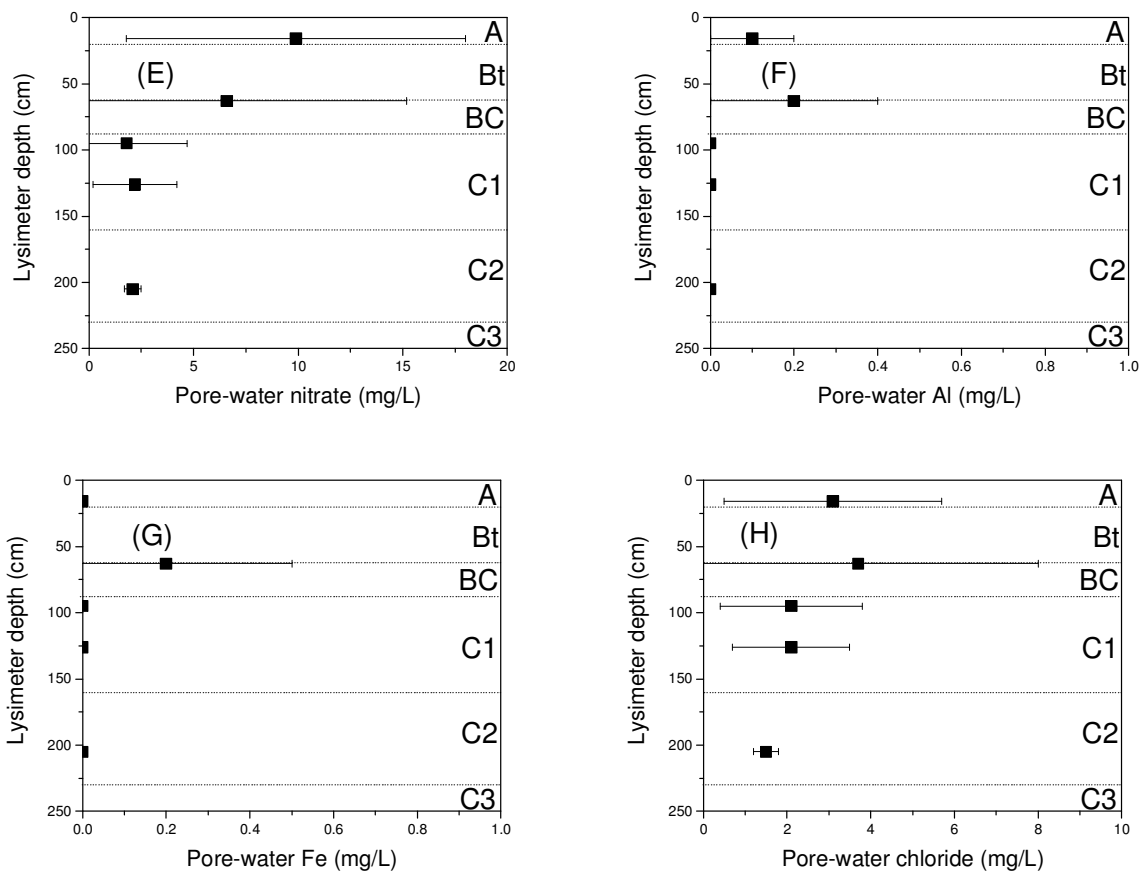 0
50
100
150
200
250
Lysimeter depth (cm)
(E)
A
Bt
BC
C1
C2
C3
0 5 10 15 20
Pore-water nitrate (mg/L)
0
50
100
150
200
250
Lysimeter depth (cm)
(F)
A
Bt
BC
C1
C2
C3
0.0 0.2 0.4 0.6 0.8 1.0
Pore-water Al (mg/L)
0
50
100
150
200
250
Lysimeter depth (cm)
(G)
A
Bt
BC
C1
C2
C3
0.0 0.2 0.4 0.6 0.8 1.0
Pore-water Fe (mg/L)
0
50
100
150
200
250
Lysimeter depth (cm)
(H)
A
Bt
BC
C1
C2
C3
0 2 4 6 8 10
Pore-water chloride (mg/L)